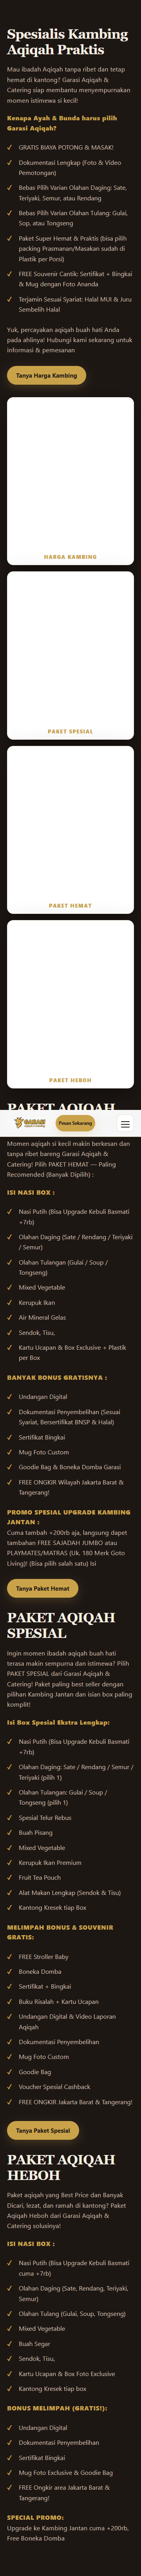 Spesialis Kambing
Aqiqah Praktis
Mau ibadah Aqiqah tanpa ribet dan tetap
hemat di kantong? Garasi Aqiqah &
Catering siap membantu menyempurnakan
momen istimewa si kecil!
Kenapa Ayah & Bunda harus pilih
Garasi Aqiqah?
GRATIS BIAYA POTONG & MASAK!
Dokumentasi Lengkap (Foto & Video
Pemotongan)
Bebas Pilih Varian Olahan Daging: Sate,
Teriyaki, Semur, atau Rendang
Bebas Pilih Varian Olahan Tulang: Gulai,
Sop, atau Tongseng
Paket Super Hemat & Praktis (bisa pilih
packing Prasmanan/Masakan sudah di
Plastik per Porsi)
FREE Souvenir Cantik: Sertifikat + Bingkai
& Mug dengan Foto Ananda
Terjamin Sesuai Syariat: Halal MUI & Juru
Sembelih Halal
Yuk, percayakan aqiqah buah hati Anda
pada ahlinya! Hubungi kami sekarang untuk
informasi & pemesanan
Tanya Harga Kambing
HARGA KAMBING
PAKET SPESIAL
PAKET HEMAT
PAKET HEBOH
PAKET AQIQAH
GARASI
Pesan Sekarang
Momen aqiqah si kecil makin berkesan dan
tanpa ribet bareng Garasi Aqiqah &
Catering! Pilih PAKET HEMAT — Paling
Recomended (Banyak Dipilih) :
ISI NASI BOX :
Nasi Putih (Bisa Upgrade Kebuli Basmati
+7rb)
Olahan Daging (Sate / Rendang / Teriyaki
/ Semur)
Olahan Tulangan (Gulai / Soup /
Tongseng)
Mixed Vegetable
Kerupuk Ikan
Air Mineral Gelas
Sendok, Tisu,
Kartu Ucapan & Box Exclusive + Plastik
per Box
BANYAK BONUS GRATISNYA :
Undangan Digital
Dokumentasi Penyembelihan (Sesuai
Syariat, Bersertifikat BNSP & Halal)
Sertifikat Bingkai
Mug Foto Custom
Goodie Bag & Boneka Domba Garasi
FREE ONGKIR Wilayah Jakarta Barat &
Tangerang!
PROMO SPESIAL UPGRADE KAMBING
JANTAN :
Cuma tambah +200rb aja, langsung dapet
tambahan FREE SAJADAH JUMBO atau
PLAYMATES/MATRAS (Uk. 180 Merk Goto
Living)! (Bisa pilih salah satu) Isi
Tanya Paket Hemat
PAKET AQIQAH
SPESIAL
Ingin momen ibadah aqiqah buah hati
terasa makin sempurna dan istimewa? Pilih
PAKET SPESIAL dari Garasi Aqiqah &
Catering! Paket paling best seller dengan
pilihan Kambing Jantan dan isian box paling
komplit!
Isi Box Spesial Ekstra Lengkap:
Nasi Putih (Bisa Upgrade Kebuli Basmati
+7rb)
Olahan Daging: Sate / Rendang / Semur /
Teriyaki (pilih 1)
Olahan Tulangan: Gulai / Soup /
Tongseng (pilih 1)
Spesial Telur Rebus
Buah Pisang
Mixed Vegetable
Kerupuk Ikan Premium
Fruit Tea Pouch
Alat Makan Lengkap (Sendok & Tisu)
Kantong Kresek tiap Box
MELIMPAH BONUS & SOUVENIR
GRATIS:
FREE Stroller Baby
Boneka Domba
Sertifikat + Bingkai
Buku Risalah + Kartu Ucapan
Undangan Digital & Video Laporan
Aqiqah
Dokumentasi Penyembelihan
Mug Foto Custom
Goodie Bag
Voucher Spesial Cashback
FREE ONGKIR Jakarta Barat & Tangerang!
Tanya Paket Spesial
PAKET AQIQAH
HEBOH
Paket aqiqah yang Best Price dan Banyak
Dicari, lezat, dan ramah di kantong? Paket
Aqiqah Heboh dari Garasi Aqiqah &
Catering solusinya!
ISI NASI BOX :
Nasi Putih (Bisa Upgrade Kebuli Basmati
cuma +7rb)
Olahan Daging (Sate, Rendang, Teriyaki,
Semur)
Olahan Tulang (Gulai, Soup, Tongseng)
Mixed Vegetable
Buah Segar
Sendok, Tisu,
Kartu Ucapan & Box Foto Exclusive
Kantong Kresek tiap box
BONUS MELIMPAH (GRATIS!):
Undangan Digital
Dokumentasi Penyembelihan
Sertifikat Bingkai
Mug Foto Exclusive & Goodie Bag
FREE Ongkir area Jakarta Barat &
Tangerang!
SPECIAL PROMO:
Upgrade ke Kambing Jantan cuma +200rb,
Free Boneka Domba